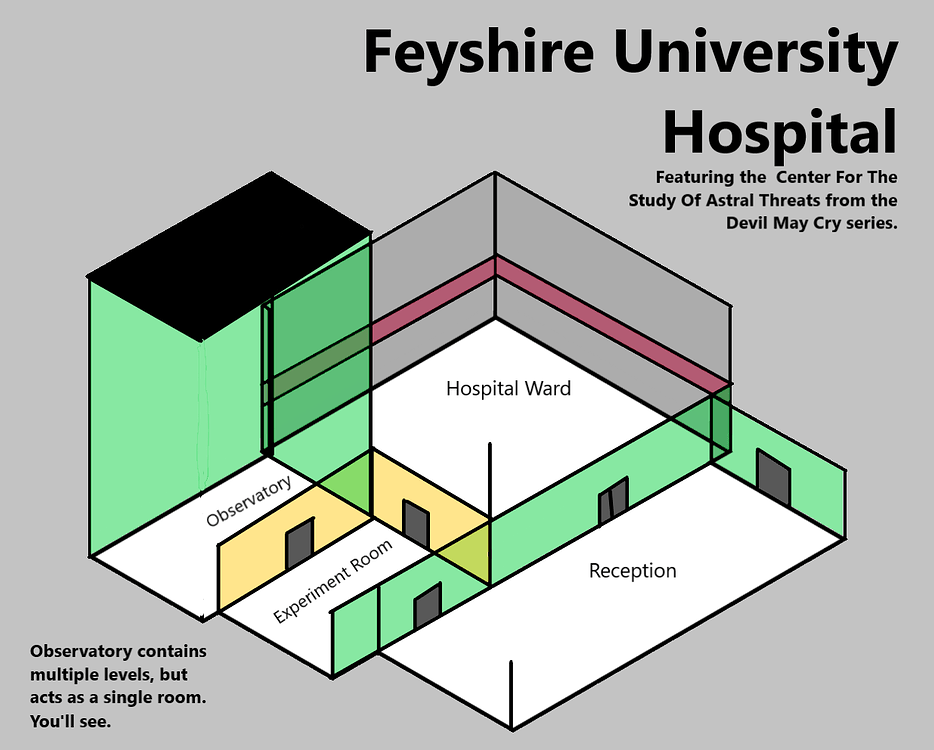 Feyshire University
Hospital
Featuring the  Center For The
Study Of Astral Threats from the
Devil May Cry series.
Hospital Ward
Observatory
Experiment Room
Reception
Observatory contains
multiple levels, but
acts as a single room.
You'll see.